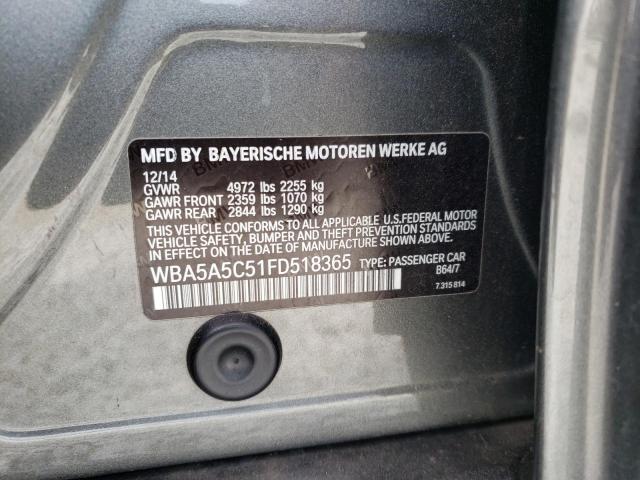 MFD BY BAYERISCHE MOTOREN WERKE AG
12/14
GVWR 4972 lbs 2255 kg
GAWR FRONT 2359 lbs 1070 kg
GAWR REAR 2844 lbs 1290 kg
THIS VEHICLE CONFORMS TO ALL APPLICABLE U.S.FEDERAL MOTOR
VEHICLE SAFETY, BUMPER AND THEFT PREVENTION STANDARDS
IN EFFECT ON THE DATE OF MANUFACTURE SHOWN ABOVE.
WBA5A5C51FD518365 TYPE: PASSENGER CAR
B64/7
7 315 814